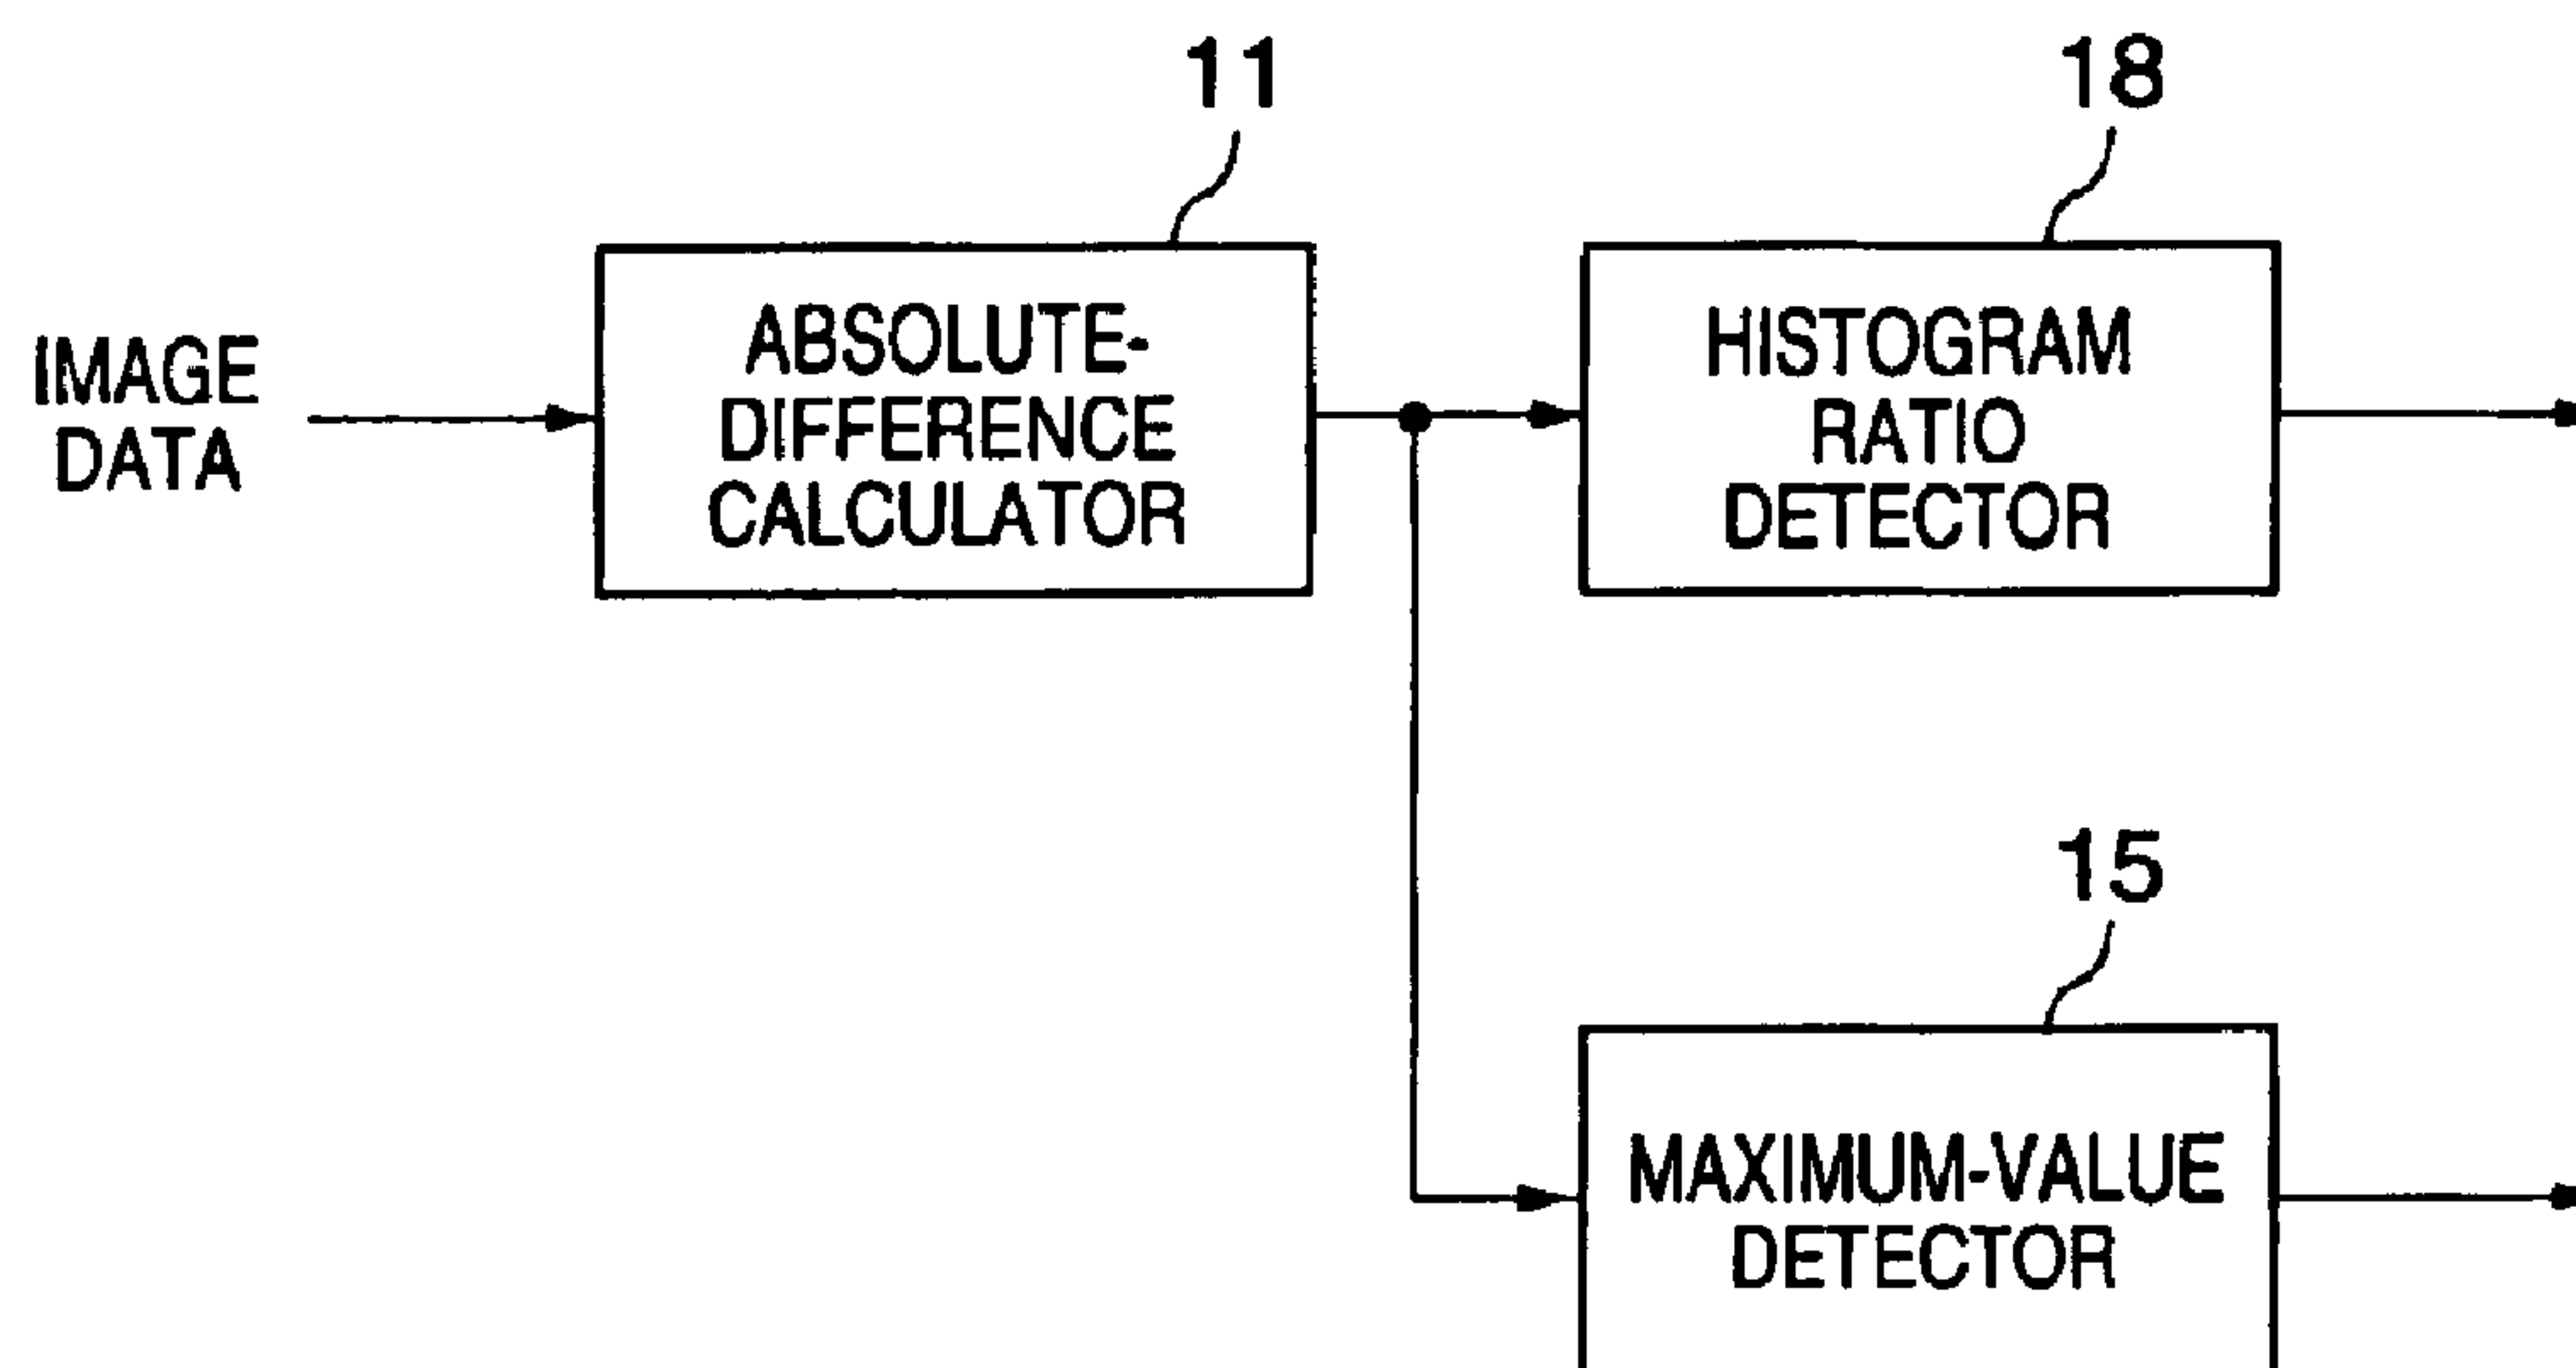 11
18
IMAGE
DATA
ABSOLUTE-
DIFFERENCE
CALCULATOR
HISTOGRAM
RATIO
DETECTOR
15
MAXIMUM-VALUE
DETECTOR